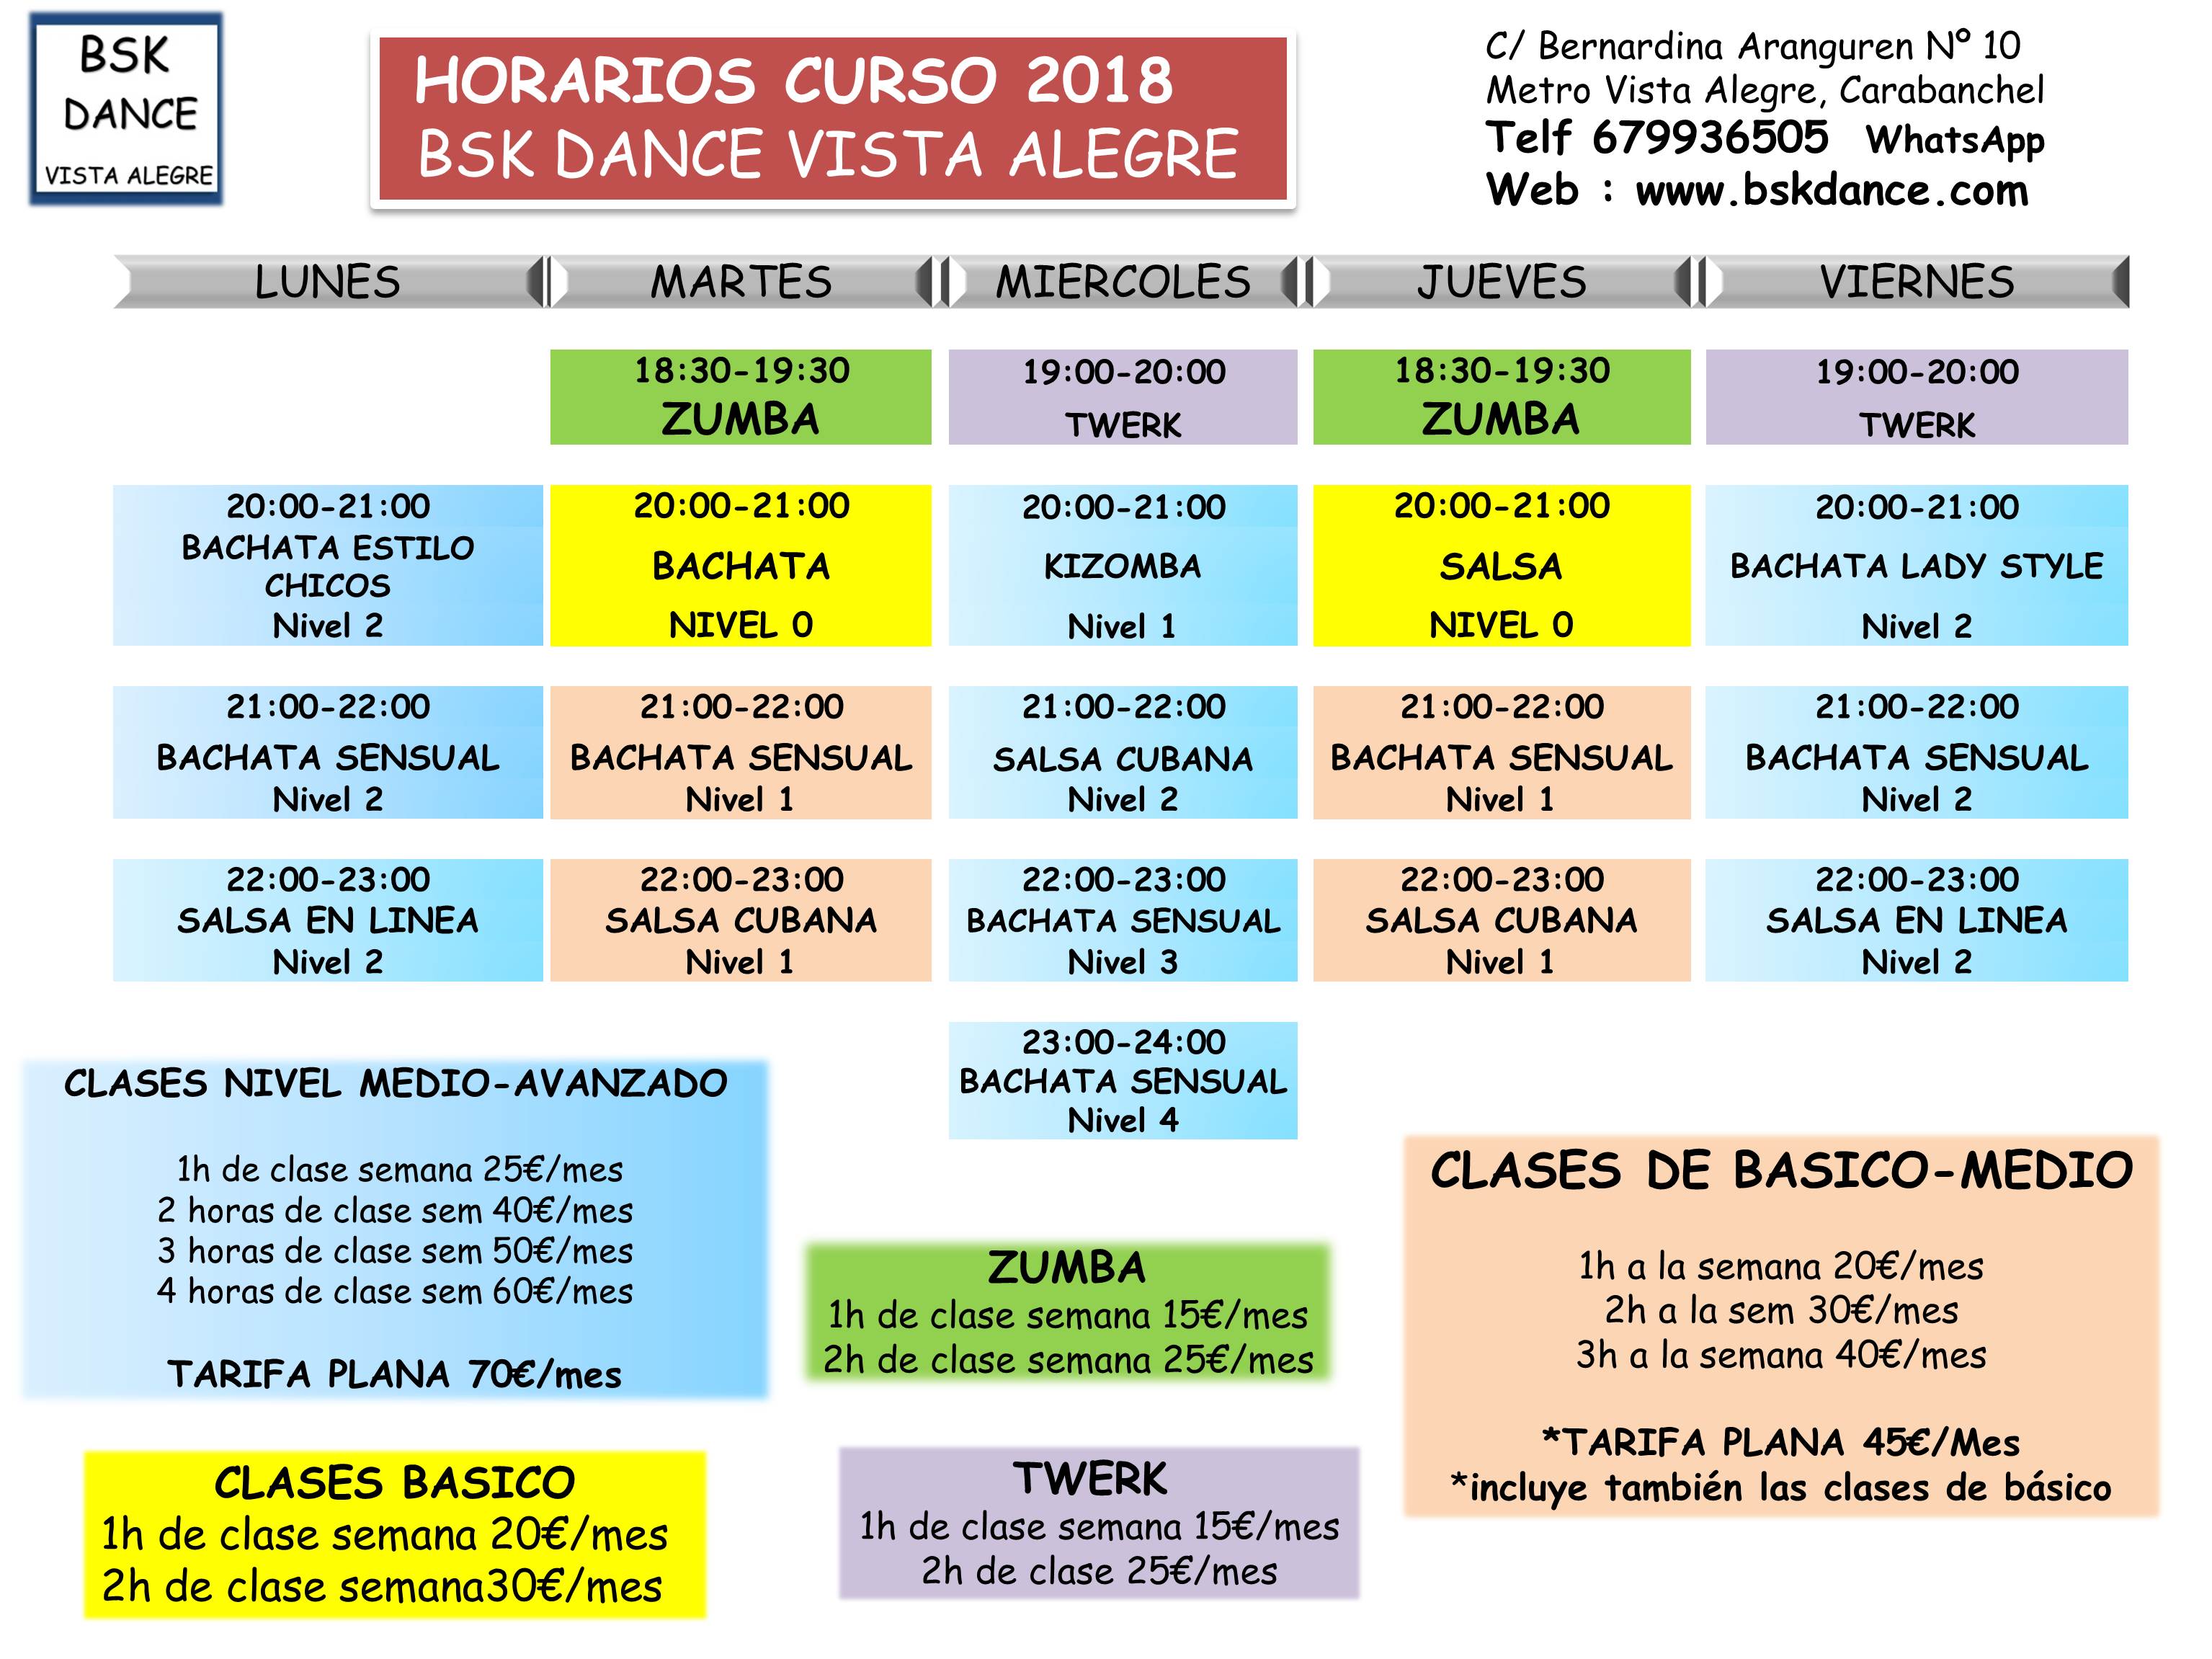 BSK
DANCE
VISTA ALEGRE
HORARIOS CURSO 2018
BSK DANCE VISTA ALEGRE
C/ Bernardina Aranguren Nº 10
Metro Vista Alegre, Carabanchel
Telf 679936505 WhatsApp
Web : www.bskdance.com
LUNES MARTES MIERCOLES JUEVES VIERNES
18:30-19:30 19:00-20:00 18:30-19:30 19:00-20:00
ZUMBA TWERK ZUMBA TWERK
20:00-21:00
BACHATA ESTILO
CHICOS
Nivel 2
20:00-21:00
BACHATA
NIVEL 0
20:00-21:00
KIZOMBA
Nivel 1
20:00-21:00
SALSA
NIVEL 0
20:00-21:00
BACHATA LADY STYLE
Nivel 2
21:00-22:00
BACHATA SENSUAL
Nivel 2
21:00-22:00
BACHATA SENSUAL
Nivel 1
21:00-22:00
SALSA CUBANA
Nivel 2
21:00-22:00
BACHATA SENSUAL
Nivel 1
21:00-22:00
BACHATA SENSUAL
Nivel 2
22:00-23:00
SALSA EN LINEA
Nivel 2
22:00-23:00
SALSA CUBANA
Nivel 1
22:00-23:00
BACHATA SENSUAL
Nivel 3
22:00-23:00
SALSA CUBANA
Nivel 1
22:00-23:00
SALSA EN LINEA
Nivel 2
23:00-24:00
BACHATA SENSUAL
Nivel 4
CLASES NIVEL MEDIO-AVANZADO
1h de clase semana 25€/mes
2 horas de clase sem 40€/mes
3 horas de clase sem 50€/mes
4 horas de clase sem 60€/mes
TARIFA PLANA 70€/mes
CLASES BASICO
1h de clase semana 20€/mes
2h de clase semana30€/mes
ZUMBA
1h de clase semana 15€/mes
2h de clase semana 25€/mes
TWERK
1h de clase semana 15€/mes
2h de clase 25€/mes
CLASES DE BASICO-MEDIO
1h a la semana 20€/mes
2h a la sem 30€/mes
3h a la semana 40€/mes
*TARIFA PLANA 45€/Mes
*incluye también las clases de básico